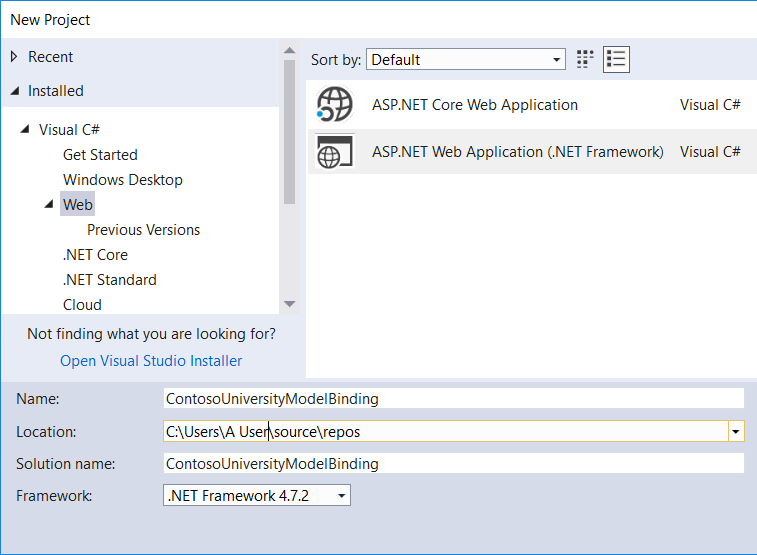 New Project
Recent
Installed
Visual C#
Get Started
Windows Desktop
Web
Previous Versions
.NET Core
.NET Standard
Cloud
Not finding what you are looking for?
Open Visual Studio Installer
Sort by: Default
ASP.NET Core Web Application Visual C#
ASP.NET Web Application (.NET Framework) Visual C#
Name: ContosoUniversityModelBinding
Location: C:\Users\A User\source\repos
Solution name: ContosoUniversityModelBinding
Framework: .NET Framework 4.7.2